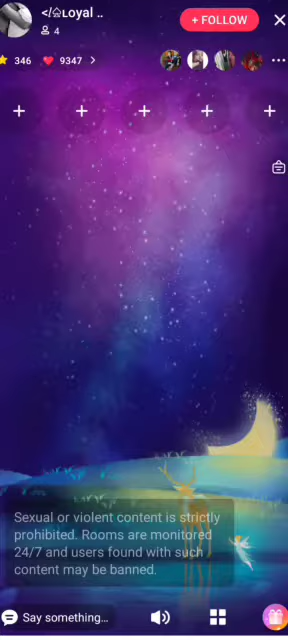 </♤ʟoyal ..
+ FOLLOW
4
346
9347
Sexual or violent content is strictly
prohibited. Rooms are monitored
24/7 and users found with such
content may be banned.
Say something...